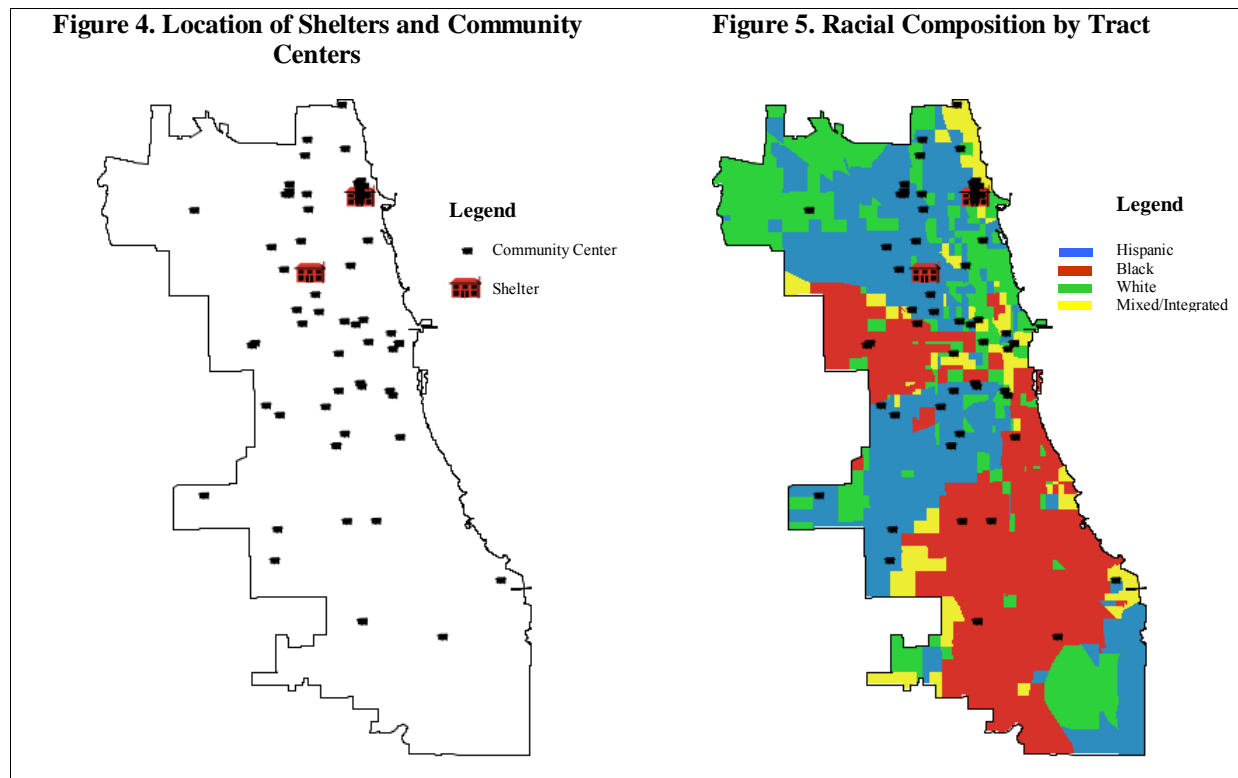 Figure 4. Location of Shelters and Community
Centers
Legend
Community Center
Shelter
Figure 5. Racial Composition by Tract
Legend
Hispanic
Black
White
Mixed/Integrated